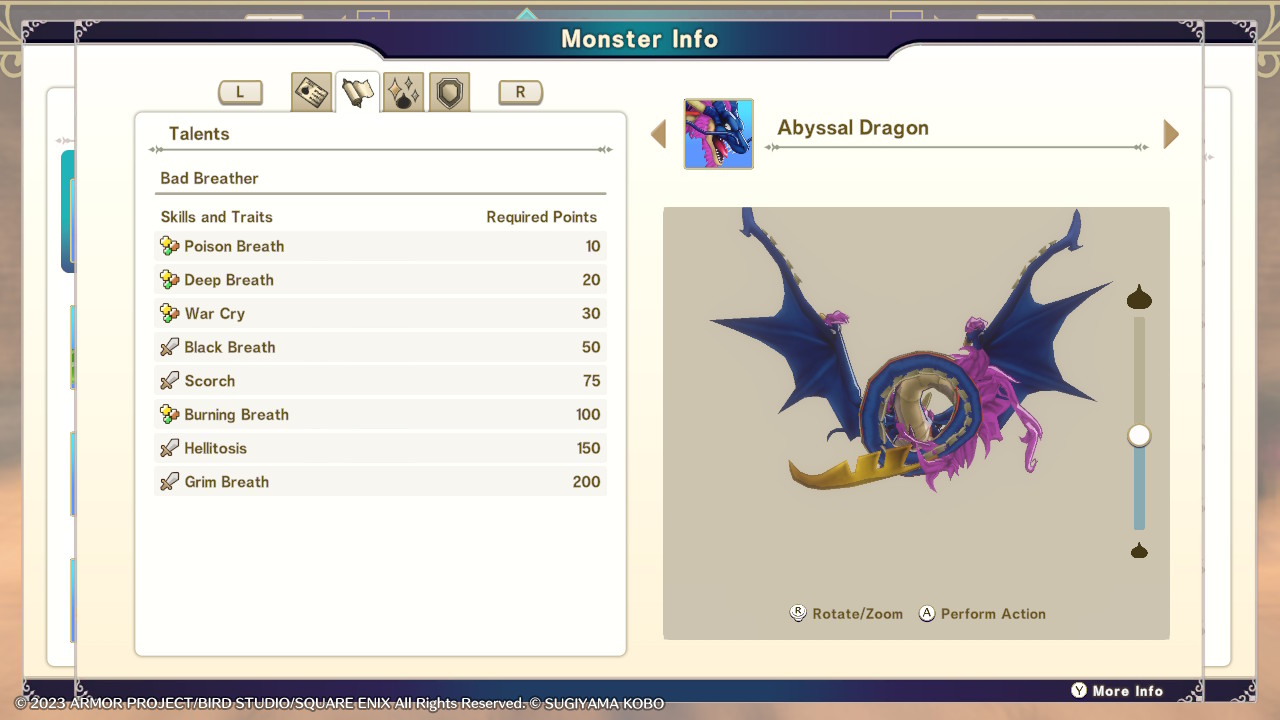 Monster Info
L
R
Talents
Bad Breather
Skills and Traits Required Points
Poison Breath 10
Deep Breath 20
War Cry 30
Black Breath 50
Scorch 75
Burning Breath 100
Hellitosis 150
Grim Breath 200
Abyssal Dragon
R Rotate/Zoom A Perform Action
Y More Info
© 2023 ARMOR PROJECT/BIRD STUDIO/SQUARE ENIX All Rights Reserved. © SUGIYAMA KOBO